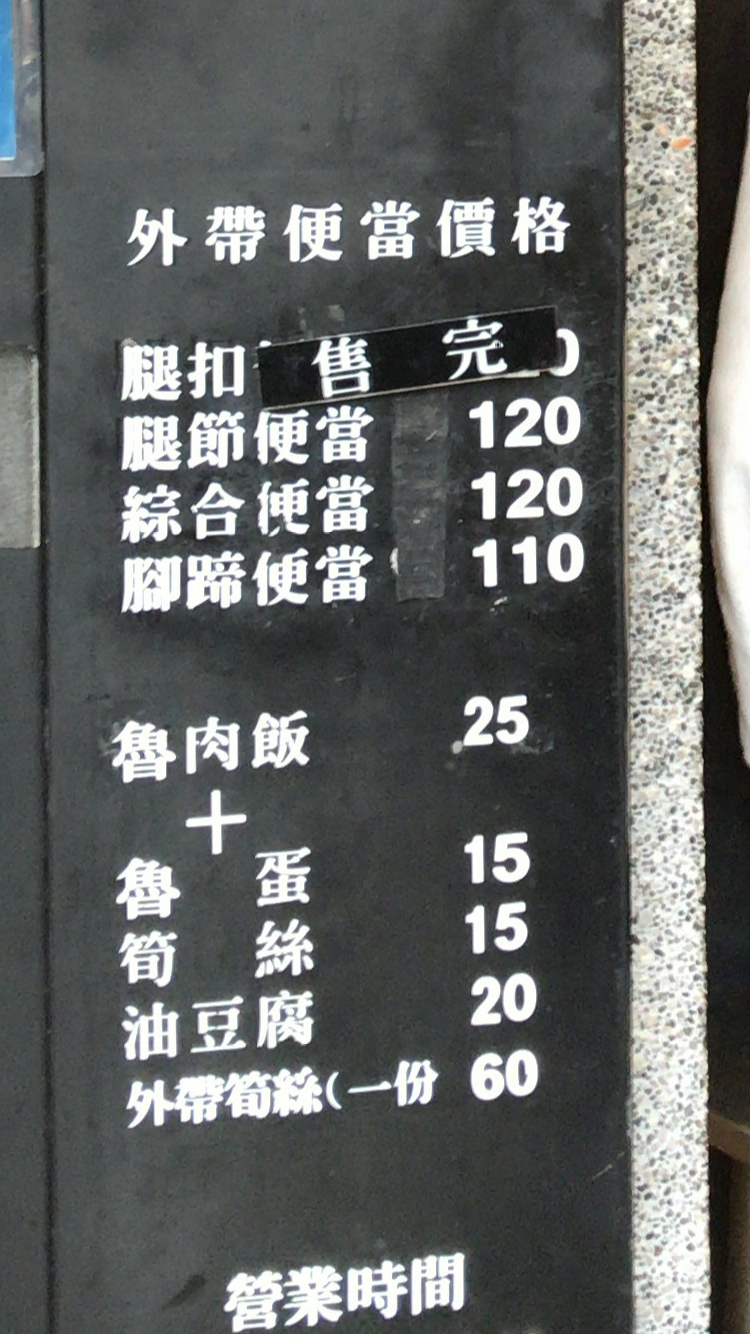 外帶便當價格
腿扣 售完 0
腿節便當 120
綜合便當 120
腳蹄便當 110
魯肉飯 25
＋
魯蛋 15
筍絲 15
油豆腐 20
外帶筍絲(一份 60
營業時間